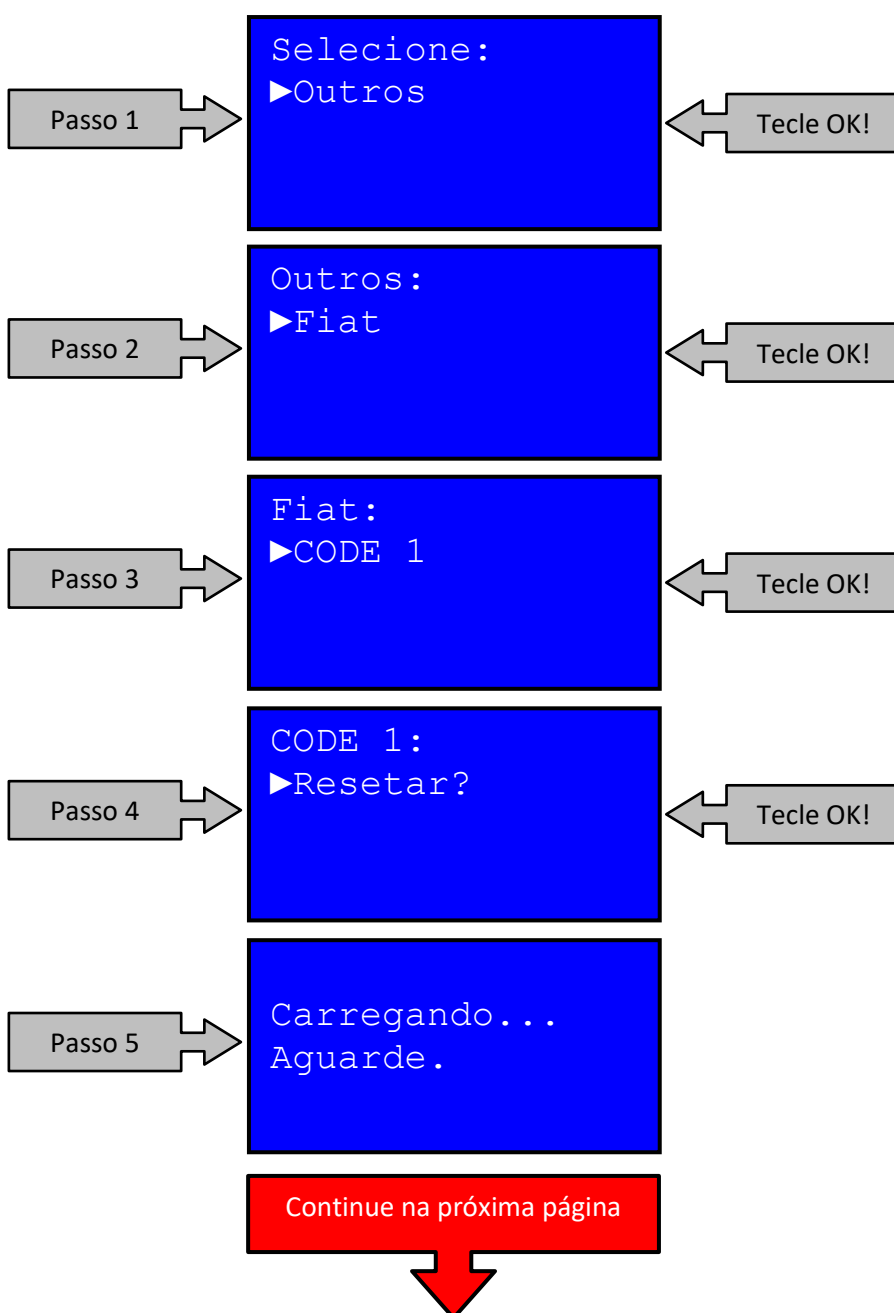 Passo 1
Selecione:
►Outros
Tecle OK!
Passo 2
Outros:
►Fiat
Tecle OK!
Passo 3
Fiat:
►CODE 1
Tecle OK!
Passo 4
CODE 1:
►Resetar?
Tecle OK!
Passo 5
Carregando...
Aguarde.
Continue na próxima página